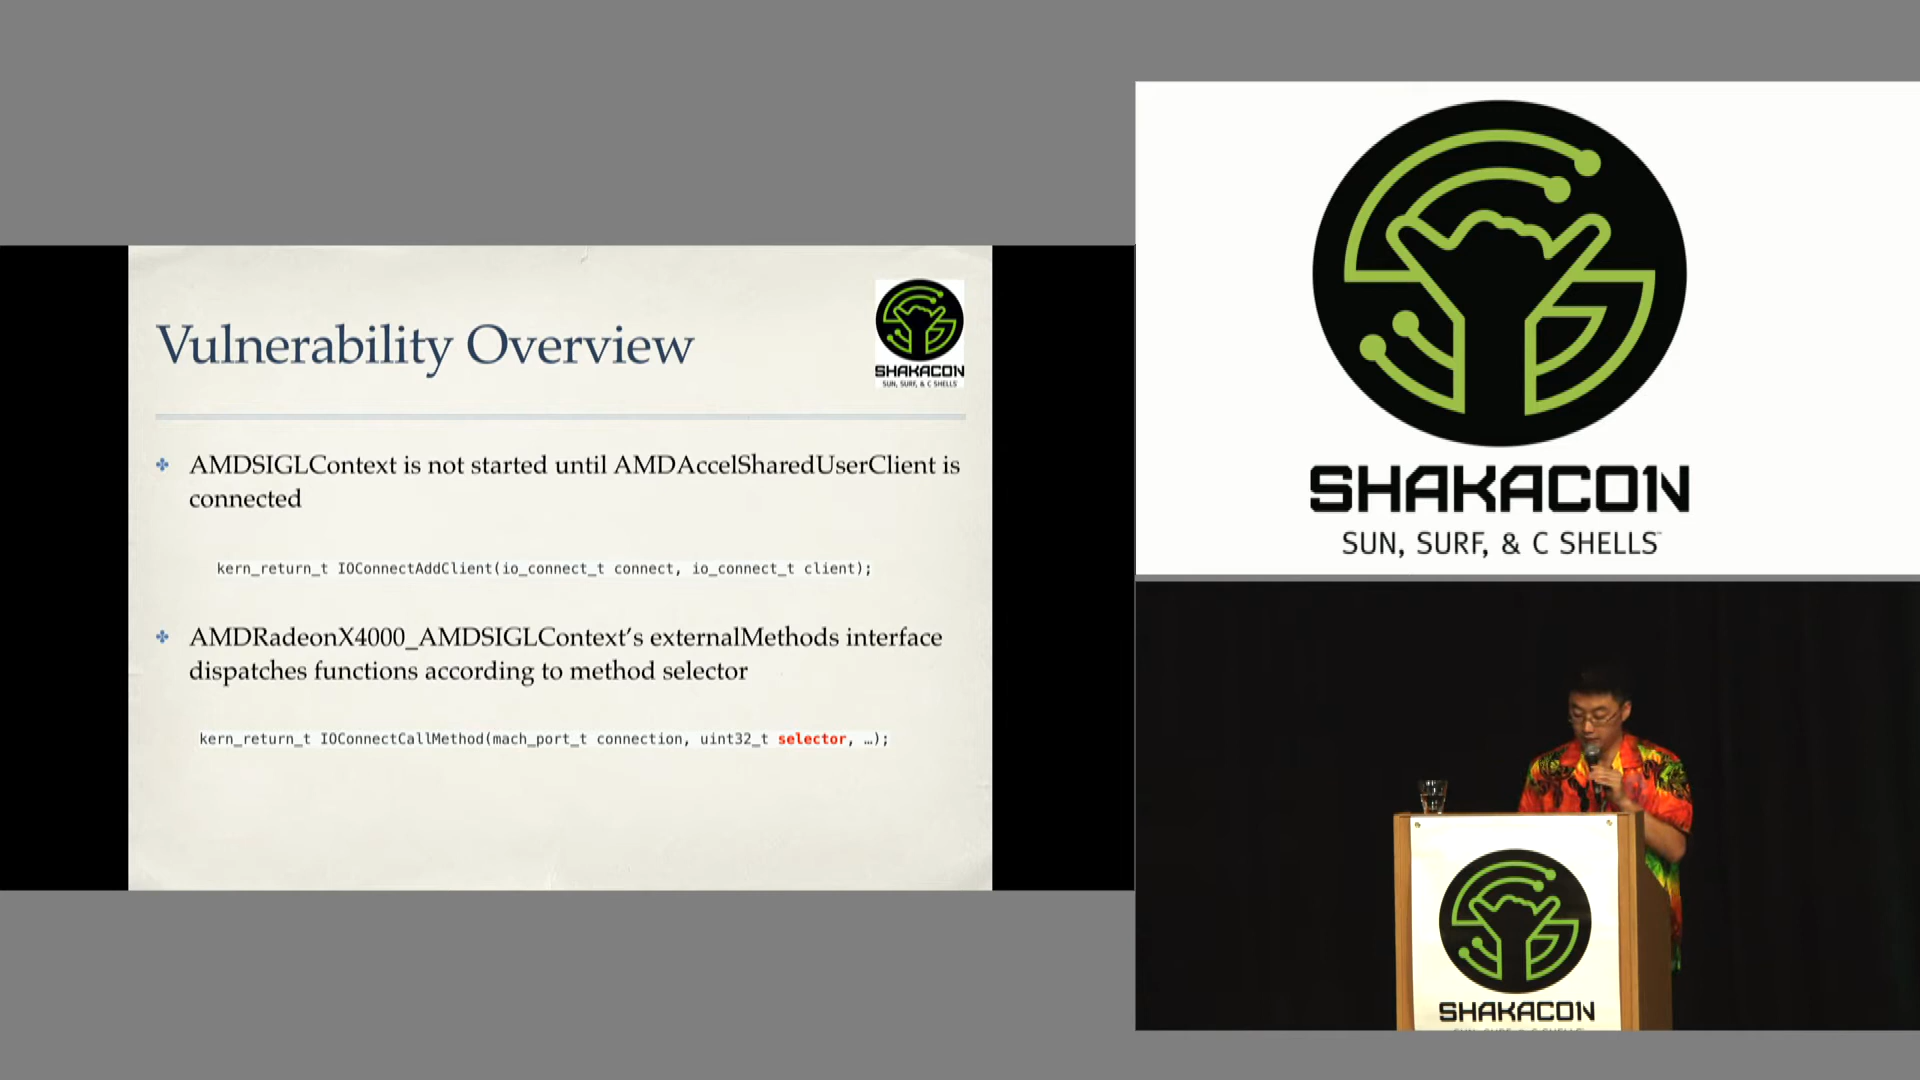 Vulnerability Overview
SHAKACON
SUN, SURF, & C SHELLS
AMDSIGLContext is not started until AMDAccelSharedUserClient is
connected
kern_return_t IOConnectAddClient(io_connect_t connect, io_connect_t client);
AMDRadeonX4000_AMDSIGLContext's externalMethods interface
dispatches functions according to method selector
kern_return_t IOConnectCallMethod(mach_port_t connection, uint32_t selector, …);
SHAKACON
SUN, SURF, & C SHELLS™
SHAKACON